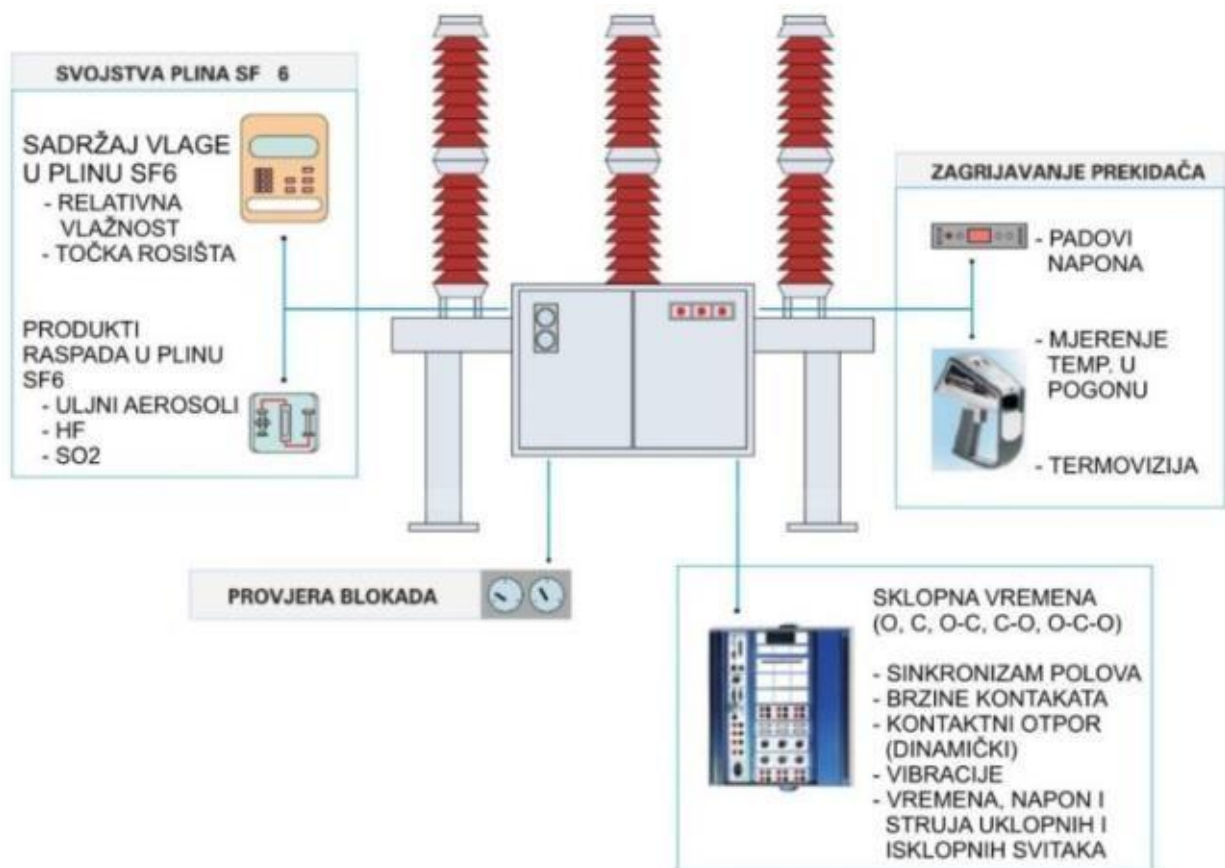 SVOJSTVA PLINA SF 6
SADRŽAJ VLAGE
U PLINU SF6
- RELATIVNA
VLAŽNOST
- TOČKA ROSIŠTA
PRODUKTI
RASPADA U PLINU
SF6
- ULJNI AEROSOLI
- HF
- SO2
ZAGRIJAVANJE PREKIDAČA
- PADOVI
NAPONA
- MJERENJE
TEMP. U
POGONU
- TERMOVIZIJA
PROVJERA BLOKADA
SKLOPNA VREMENA
(O, C, O-C, C-O, O-C-O)
- SINKRONIZAM POLOVA
- BRZINE KONTAKATA
- KONTAKTNI OTPOR
(DINAMIČKI)
- VIBRACIJE
- VREMENA, NAPON I
STRUJA UKLOPNIH I
ISKLOPNIH SVITAKA